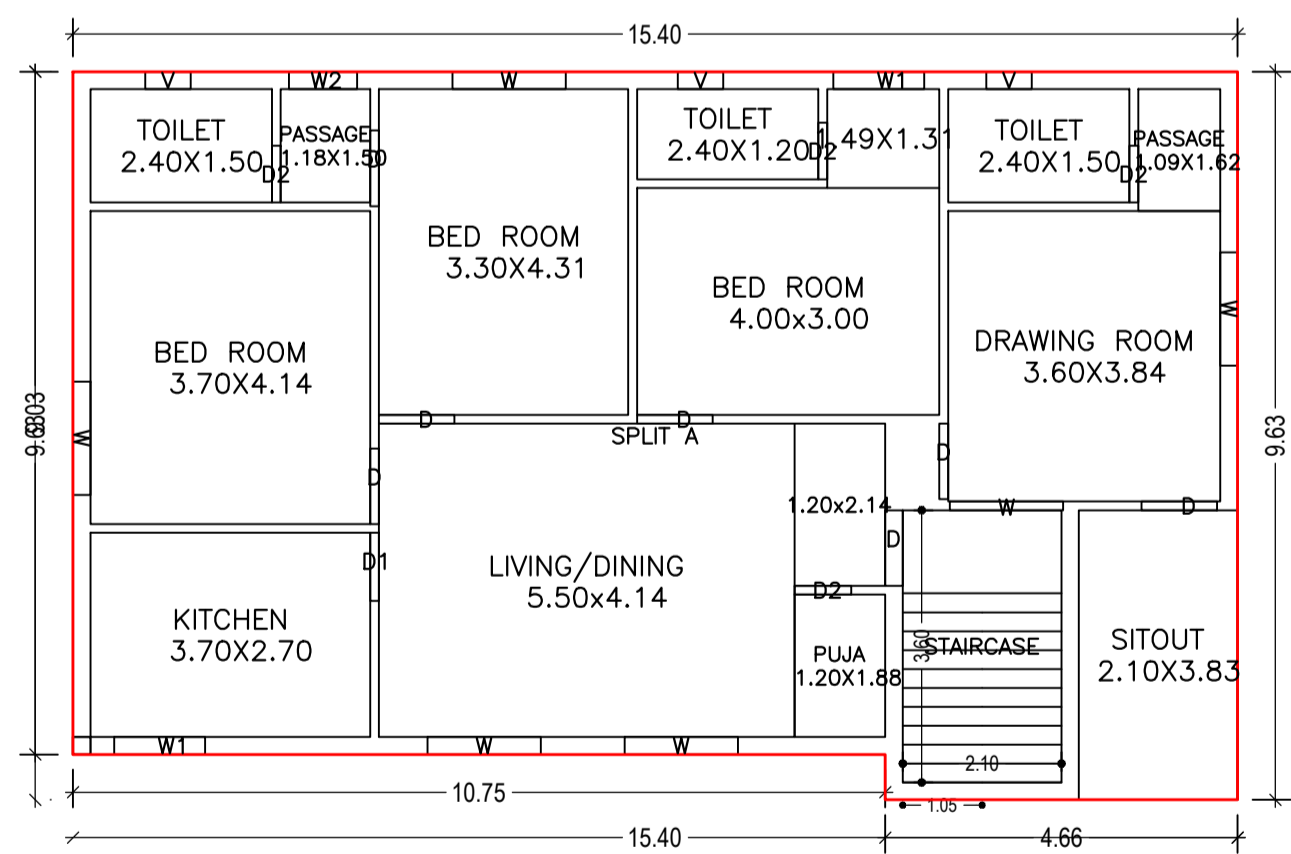 15.40
V
W2
W
V
W1
V
TOILET
2.40X1.50
D2
PASSAGE
1.18X1.50
D
TOILET
2.40X1.20
D2
1.49X1.31
TOILET
2.40X1.50
D2
PASSAGE
1.09X1.62
BED ROOM
3.30X4.31
BED ROOM
4.00x3.00
W
DRAWING ROOM
3.60X3.84
BED ROOM
3.70X4.14
W
9.63
D
D
SPLIT A
D
D
1.20x2.14
W
D
D
D1
LIVING/DINING
5.50x4.14
D2
KITCHEN
3.70X2.70
PUJA
1.20X1.88
3.60
STAIRCASE
SITOUT
2.10X3.83
W1
W
W
2.10
10.75
1.05
15.40
4.66